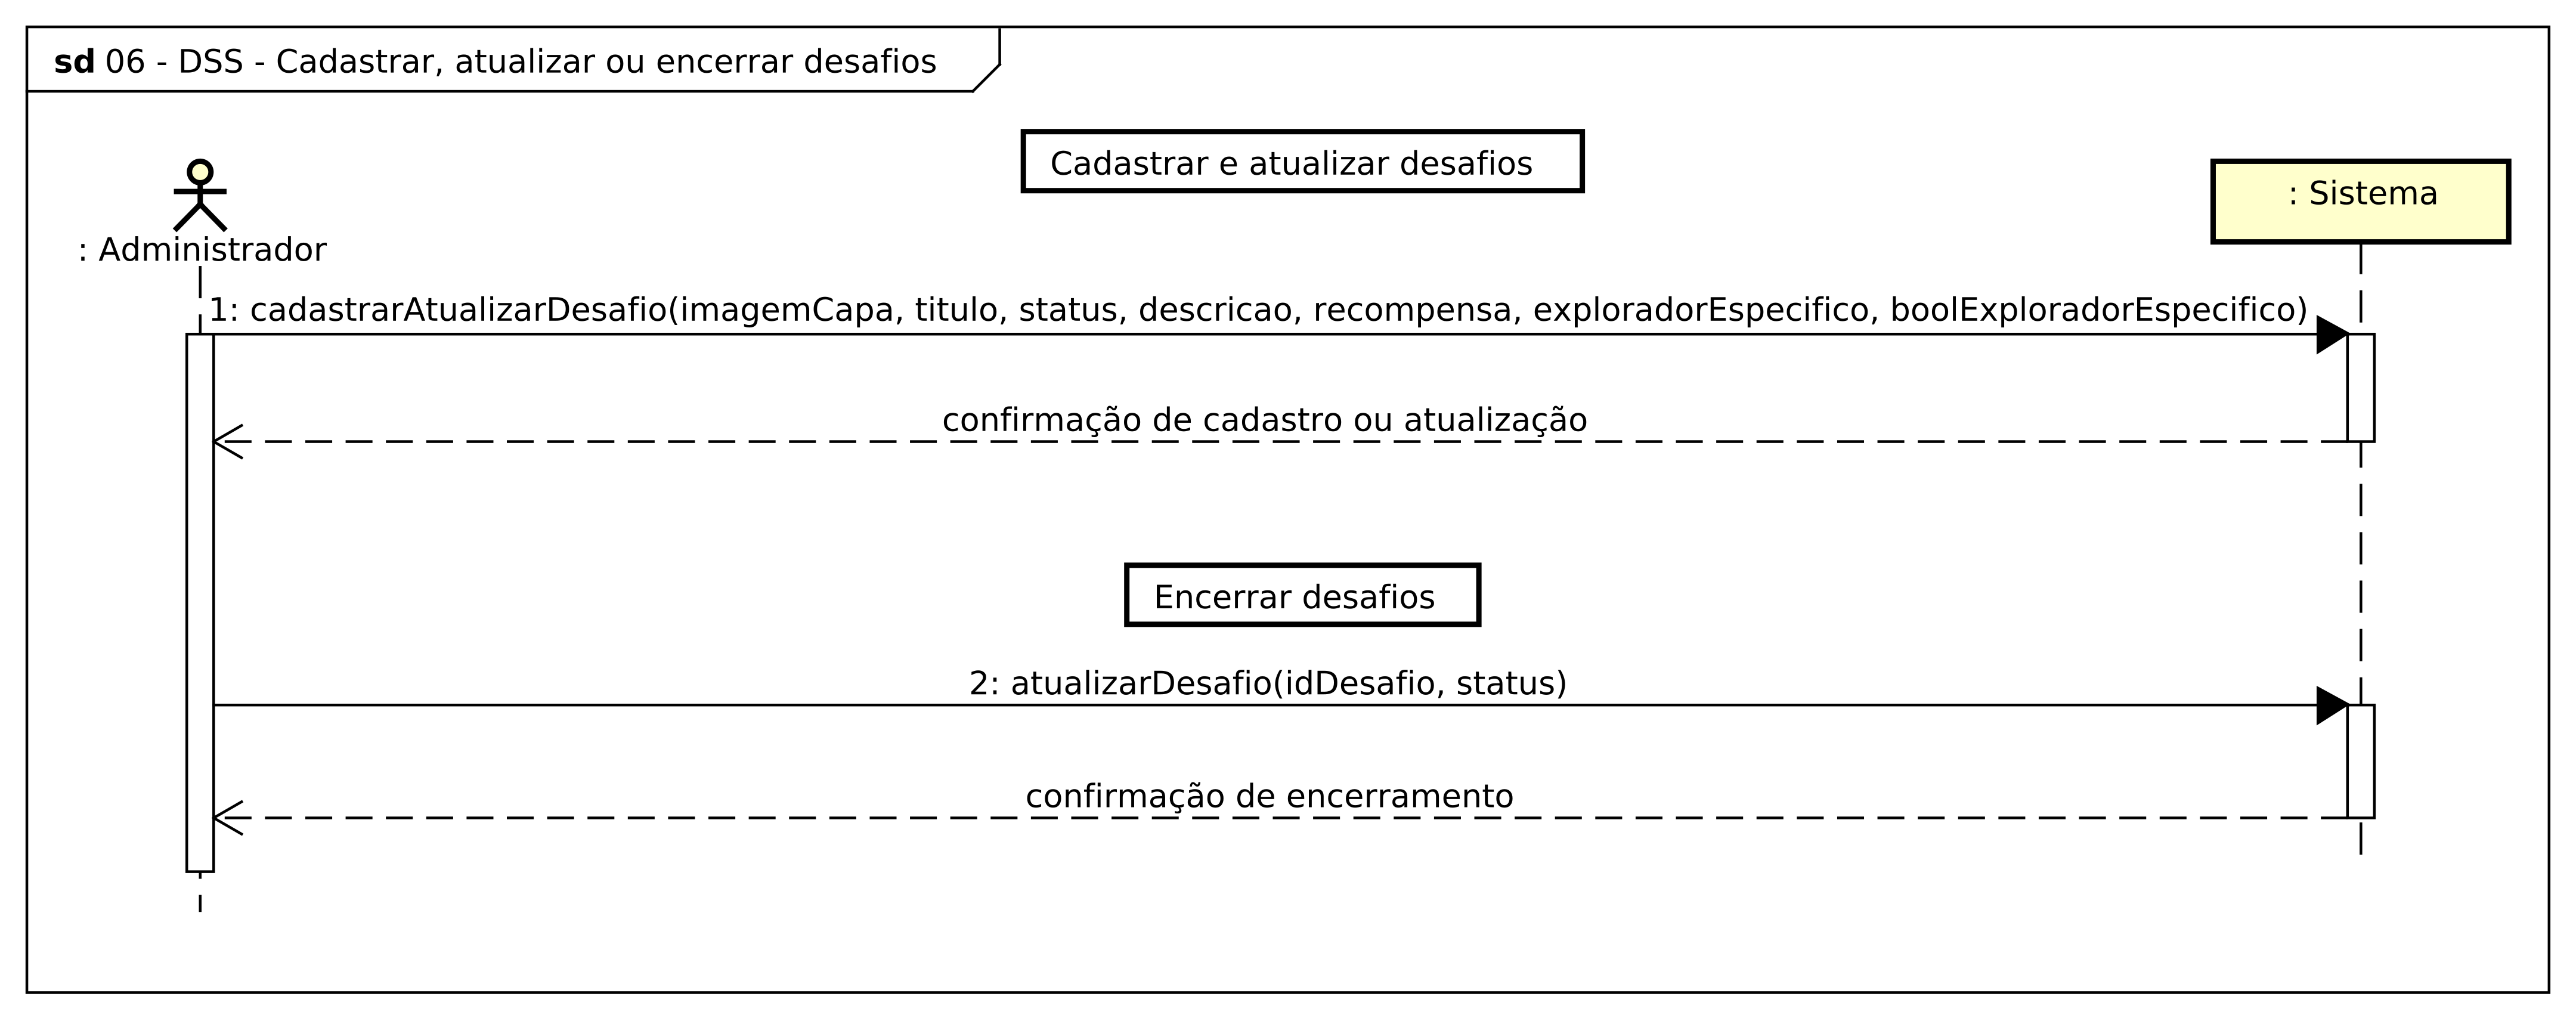 sd 06 - DSS - Cadastrar, atualizar ou encerrar desafios
Cadastrar e atualizar desafios
: Sistema
: Administrador
1: cadastrarAtualizarDesafio(imagemCapa, titulo, status, descricao, recompensa, exploradorEspecifico, boolExploradorEspecifico)
confirmação de cadastro ou atualização
Encerrar desafios
2: atualizarDesafio(idDesafio, status)
confirmação de encerramento